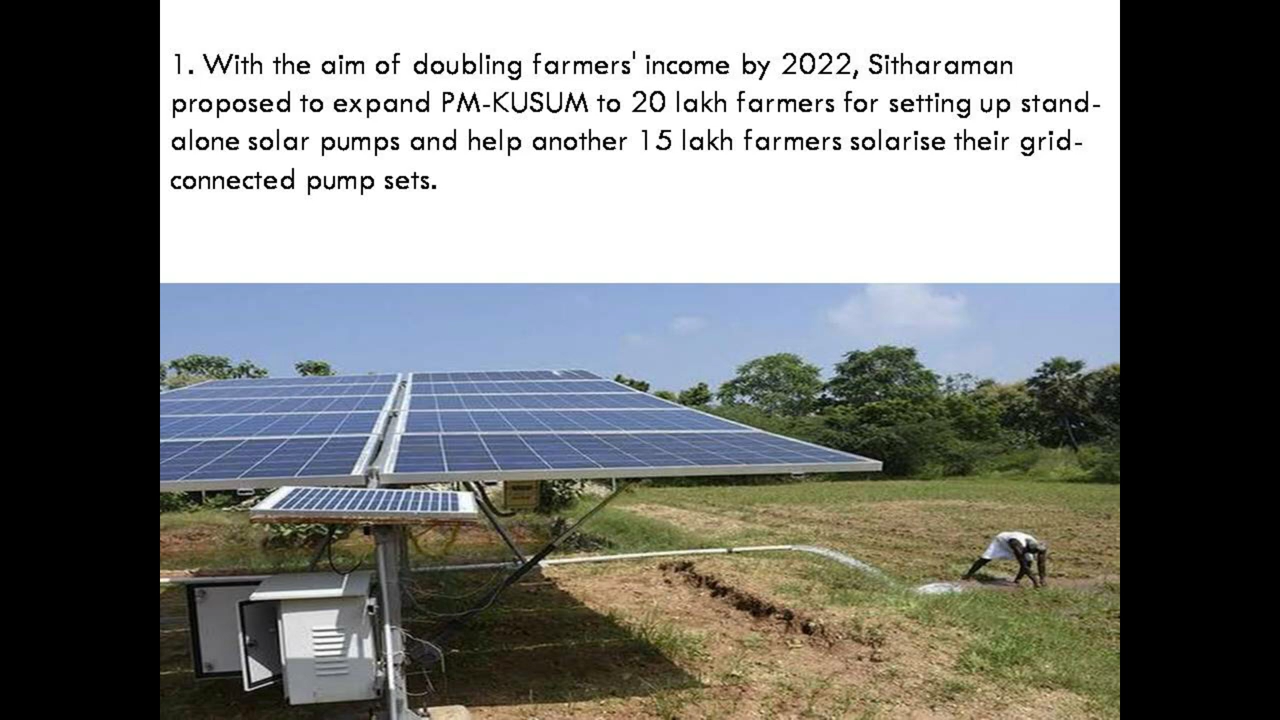 1. With the aim of doubling farmers' income by 2022, Sitharaman
proposed to expand PM-KUSUM to 20 lakh farmers for setting up stand-
alone solar pumps and help another 15 lakh farmers solarise their grid-
connected pump sets.